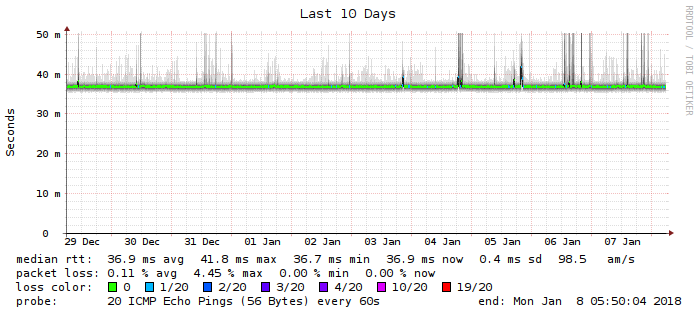 Last 10 Days
RRDTOOL / TOBI OETIKER
Seconds
50 m
40 m
30 m
20 m
10 m
0
29 Dec 30 Dec 31 Dec 01 Jan 02 Jan 03 Jan 04 Jan 05 Jan 06 Jan 07 Jan
median rtt: 36.9 ms avg 41.8 ms max 36.7 ms min 36.9 ms now 0.4 ms sd 98.5 am/s
packet loss: 0.11 % avg 4.45 % max 0.00 % min 0.00 % now
loss color: 0 1/20 2/20 3/20 4/20 10/20 19/20
probe: 20 ICMP Echo Pings (56 Bytes) every 60s end: Mon Jan 8 05:50:04 2018